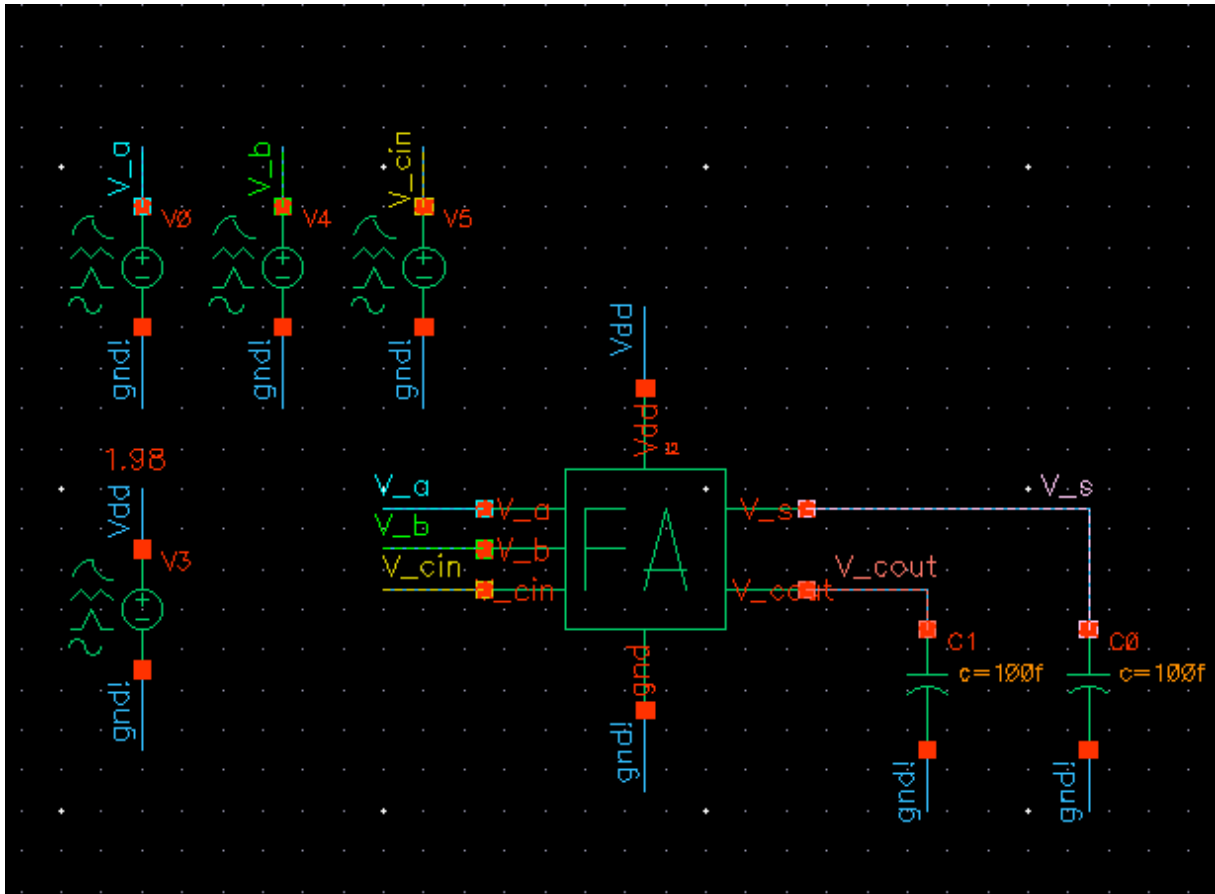 V_a
V_b
V_cin
V0
V4
V5
gnd!
gnd!
gnd!
Vdd
Vdd
1.98
Vdd
V3
gnd!
V_a
V_b
V_cin
V_a
V_b
V_cin
FA
V_s
V_cout
V_s
V_cout
gnd
gnd!
C1
c=100f
C0
c=100f
gnd!
gnd!